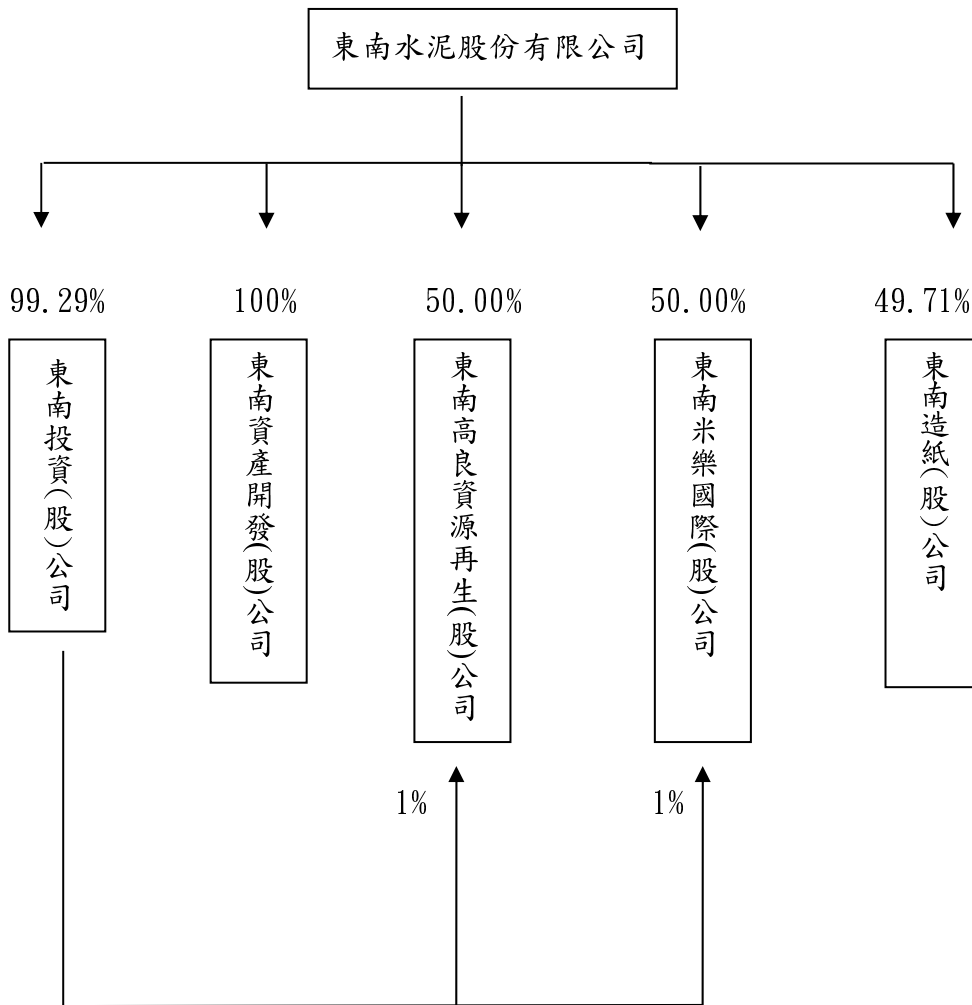 東南水泥股份有限公司
99.29%
100%
50.00%
50.00%
49.71%
東南投資(股)公司
東南資產開發(股)公司
東南高良資源再生(股)公司
東南米樂國際(股)公司
東南造紙(股)公司
1%
1%